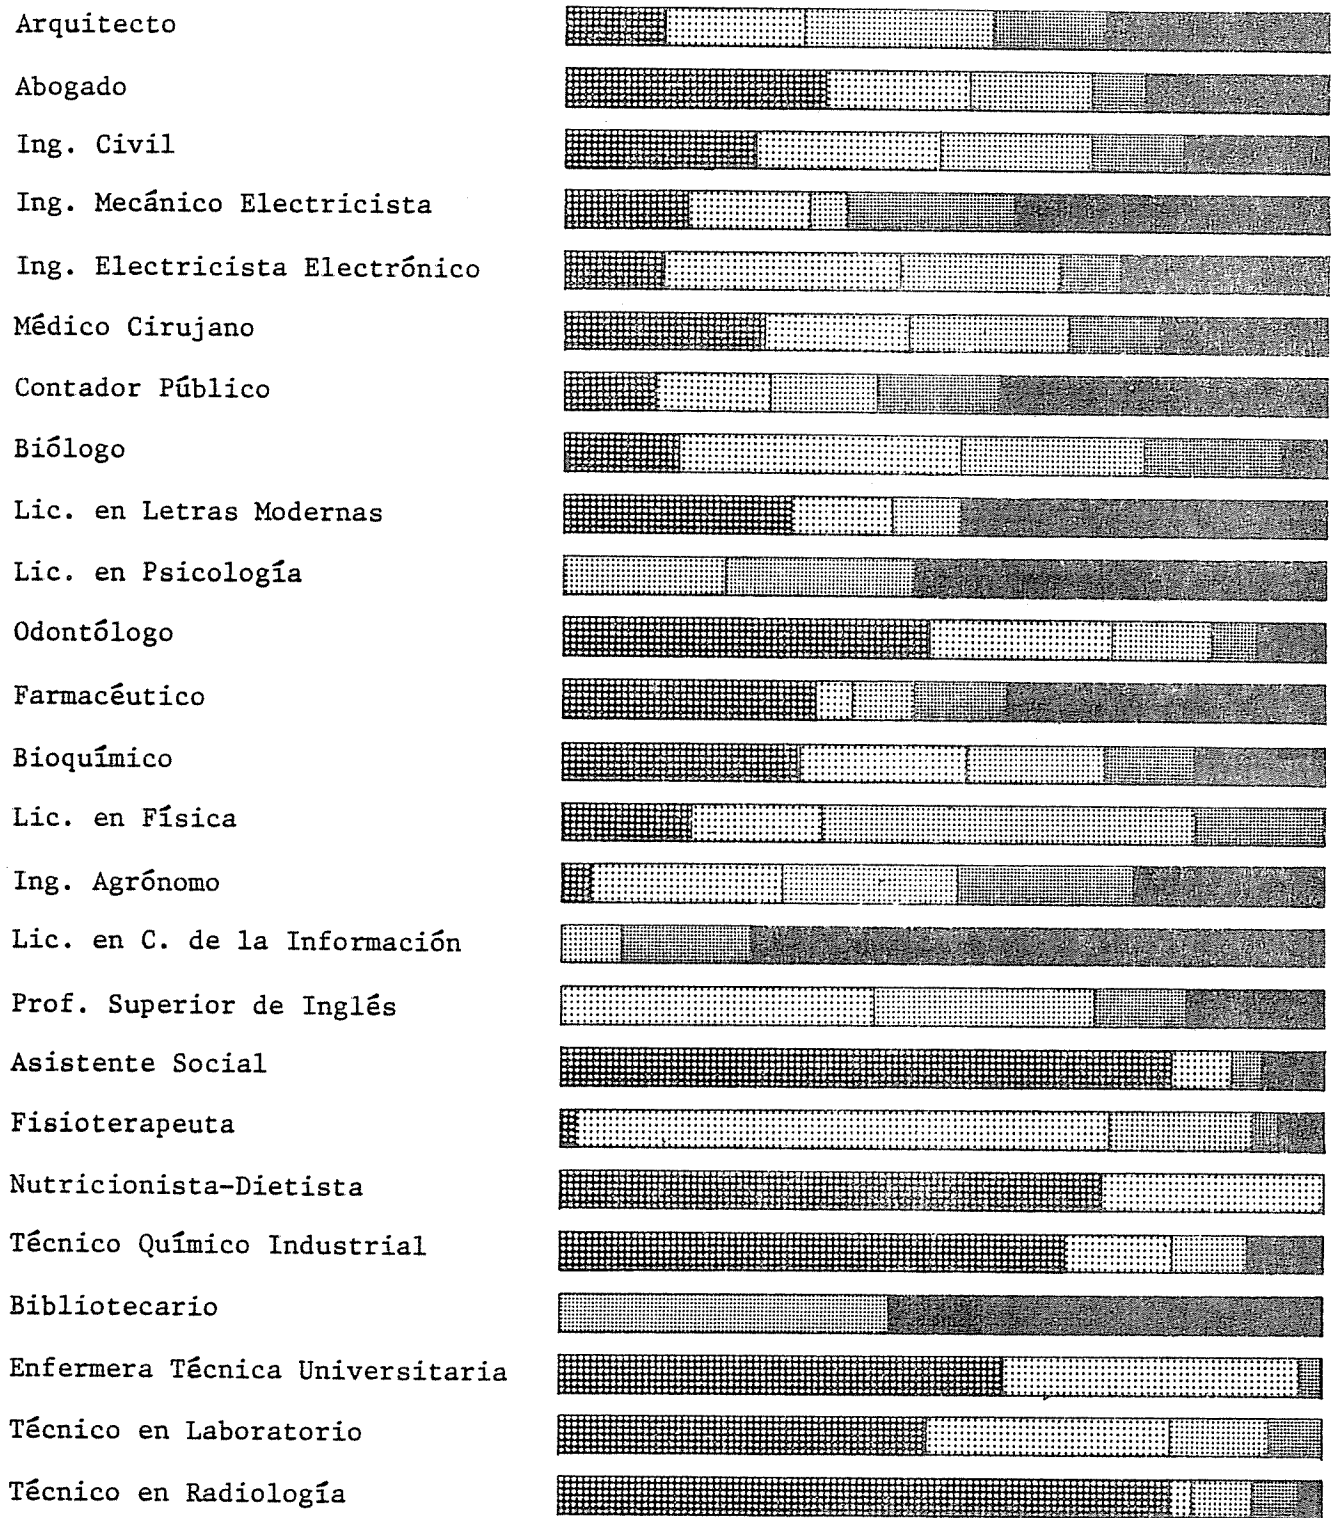 Arquitecto
Abogado
Ing. Civil
Ing. Mecánico Electricista
Ing. Electricista Electrónico
Médico Cirujano
Contador Público
Biólogo
Lic. en Letras Modernas
Lic. en Psicología
Odontólogo
Farmacéutico
Bioquímico
Lic. en Física
Ing. Agrónomo
Lic. en C. de la Información
Prof. Superior de Inglés
Asistente Social
Fisioterapeuta
Nutricionista-Dietista
Técnico Químico Industrial
Bibliotecario
Enfermera Técnica Universitaria
Técnico en Laboratorio
Técnico en Radiología